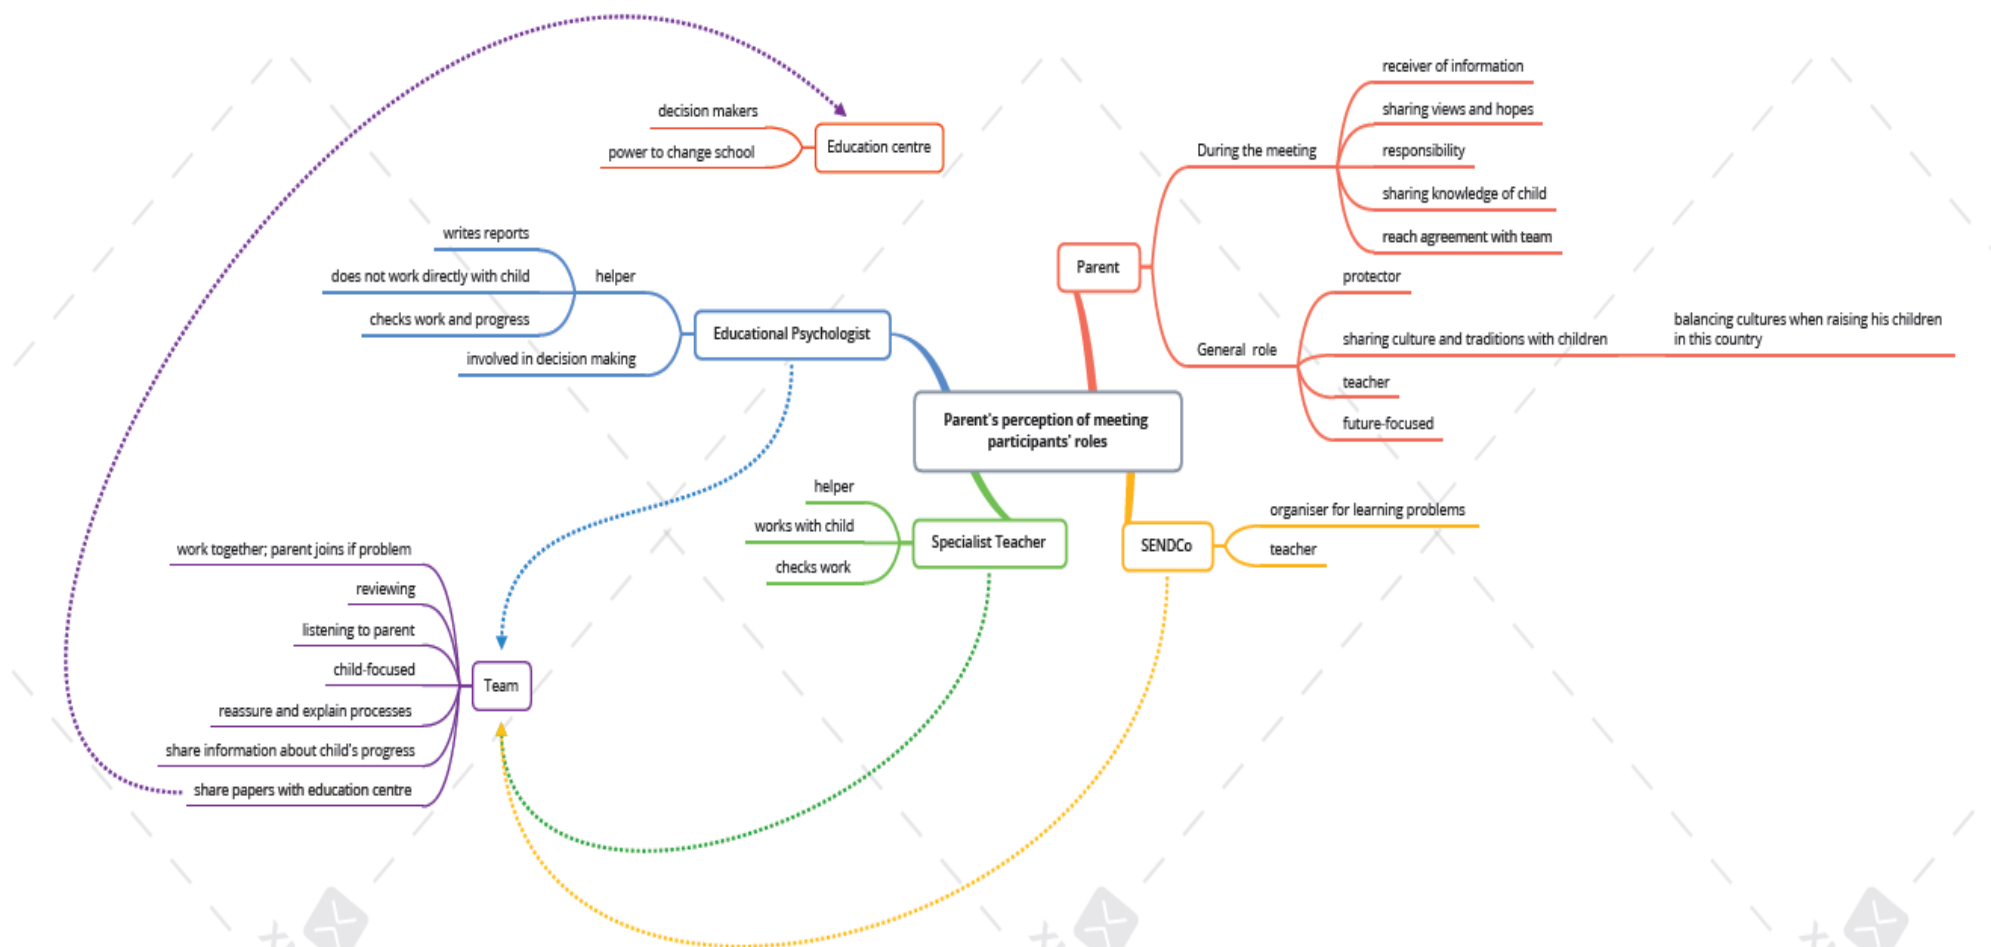 decision makers
power to change school
Education centre
writes reports
does not work directly with child
checks work and progress
helper
involved in decision making
Educational Psychologist
Parent's perception of meeting
participants' roles
Parent
During the meeting
receiver of information
sharing views and hopes
responsibility
sharing knowledge of child
reach agreement with team
General role
protector
sharing culture and traditions with children
balancing cultures when raising his children
in this country
teacher
future-focused
helper
works with child
checks work
Specialist Teacher
SENDCo
organiser for learning problems
teacher
work together; parent joins if problem
reviewing
listening to parent
child-focused
reassure and explain processes
share information about child's progress
share papers with education centre
Team